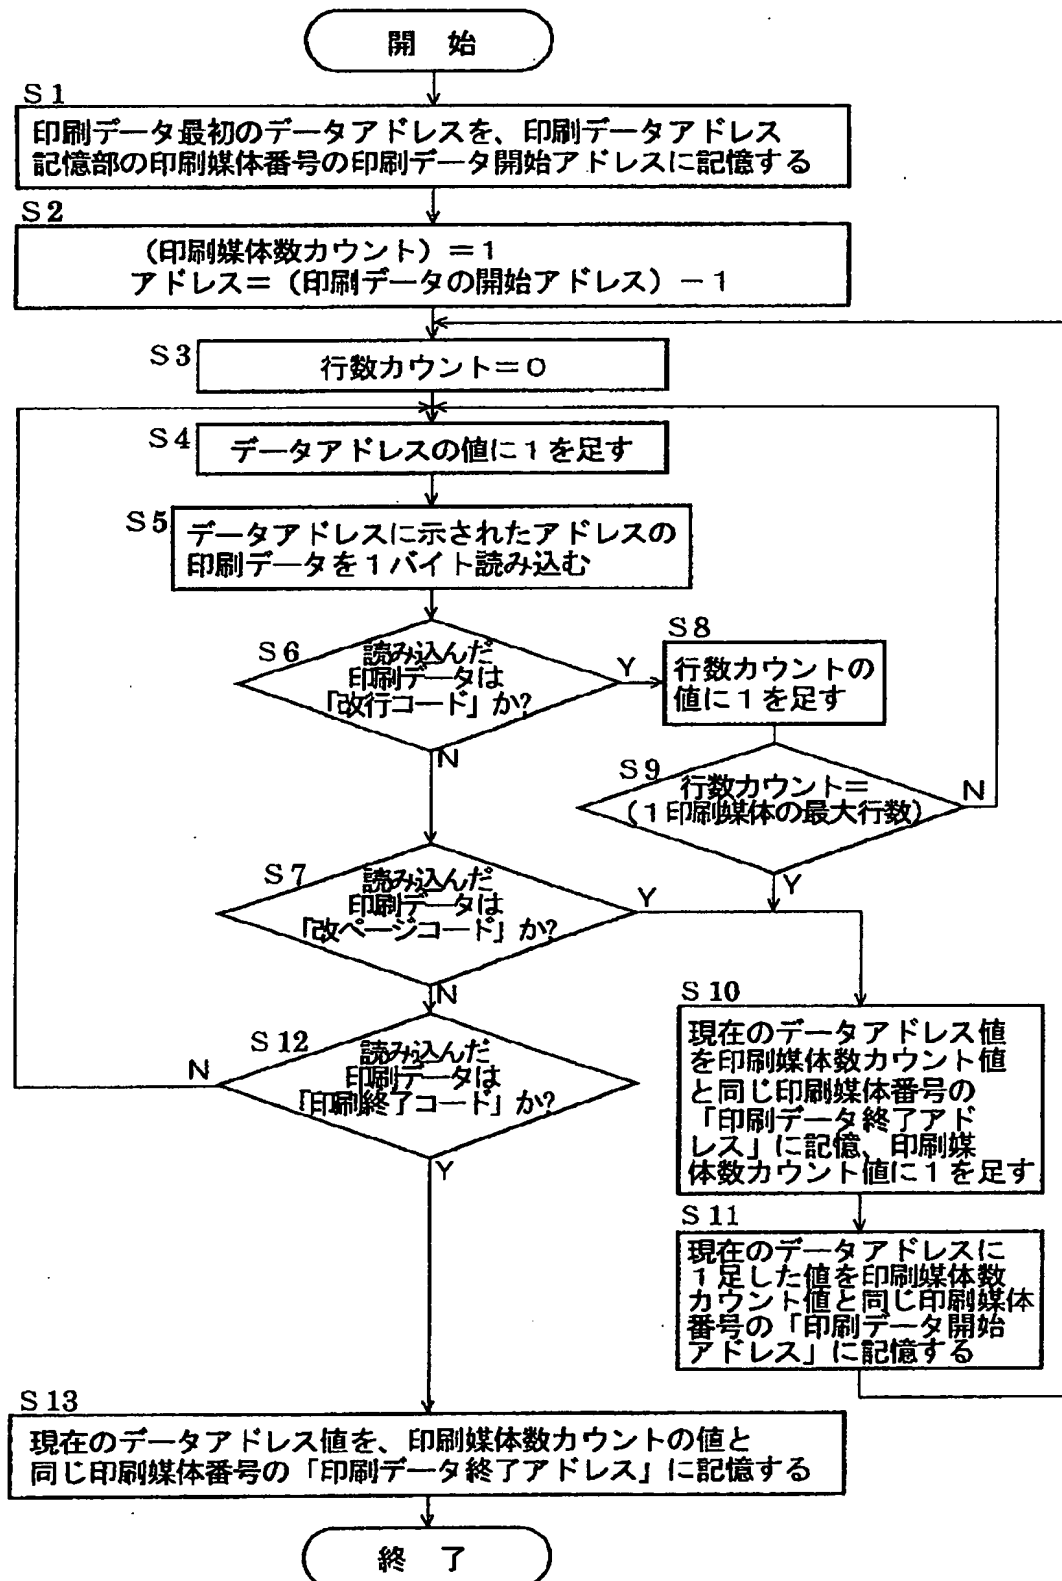 開 始
S1
印刷データ最初のデータアドレスを、印刷データアドレス
記憶部の印刷媒体番号の印刷データ開始アドレスに記憶する
S2
(印刷媒体数カウント)=1
アドレス=(印刷データの開始アドレス)-1
S3
行数カウント=0
S4
データアドレスの値に1を足す
S5
データアドレスに示されたアドレスの
印刷データを1バイト読み込む
S6
読み込んだ
印刷データは
「改行コード」か?
Y
N
S8
行数カウントの
値に1を足す
S9
行数カウント=
(1印刷媒体の最大行数)
N
Y
S7
読み込んだ
印刷データは
「改ページコード」か?
Y
N
S10
現在のデータアドレス値
を印刷媒体数カウント値
と同じ印刷媒体番号の
「印刷データ終了アド
レス」に記憶、印刷媒
体数カウント値に1を足す
S11
現在のデータアドレスに
1足した値を印刷媒体数
カウント値と同じ印刷媒体
番号の「印刷データ開始
アドレス」に記憶する
S12
読み込んだ
印刷データは
「印刷終了コード」か?
N
Y
S13
現在のデータアドレス値を、印刷媒体数カウントの値と
同じ印刷媒体番号の「印刷データ終了アドレス」に記憶する
終 了